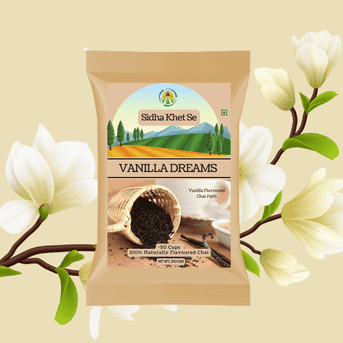 Sidha Khet Se
VANILLA DREAMS
Vanilla Flavoured
Chai Patti
~50 Cups
100% Naturally Flavoured Chai